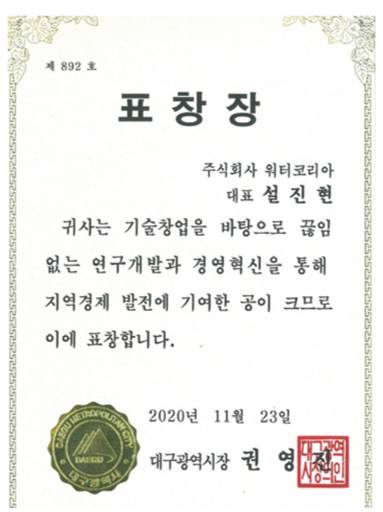 제 892 호
표 창 장
주식회사 워터코리아
대표 설 진 현
귀사는 기술창업을 바탕으로 끊임
없는 연구개발과 경영혁신을 통해
지역경제 발전에 기여한 공이 크므로
이에 표창합니다.
2020년 11월 23일
대구광역시장 권 영 진
대구광역
시장의인
DAEGU METROPOLITAN CITY
DAEGU
대구광역시